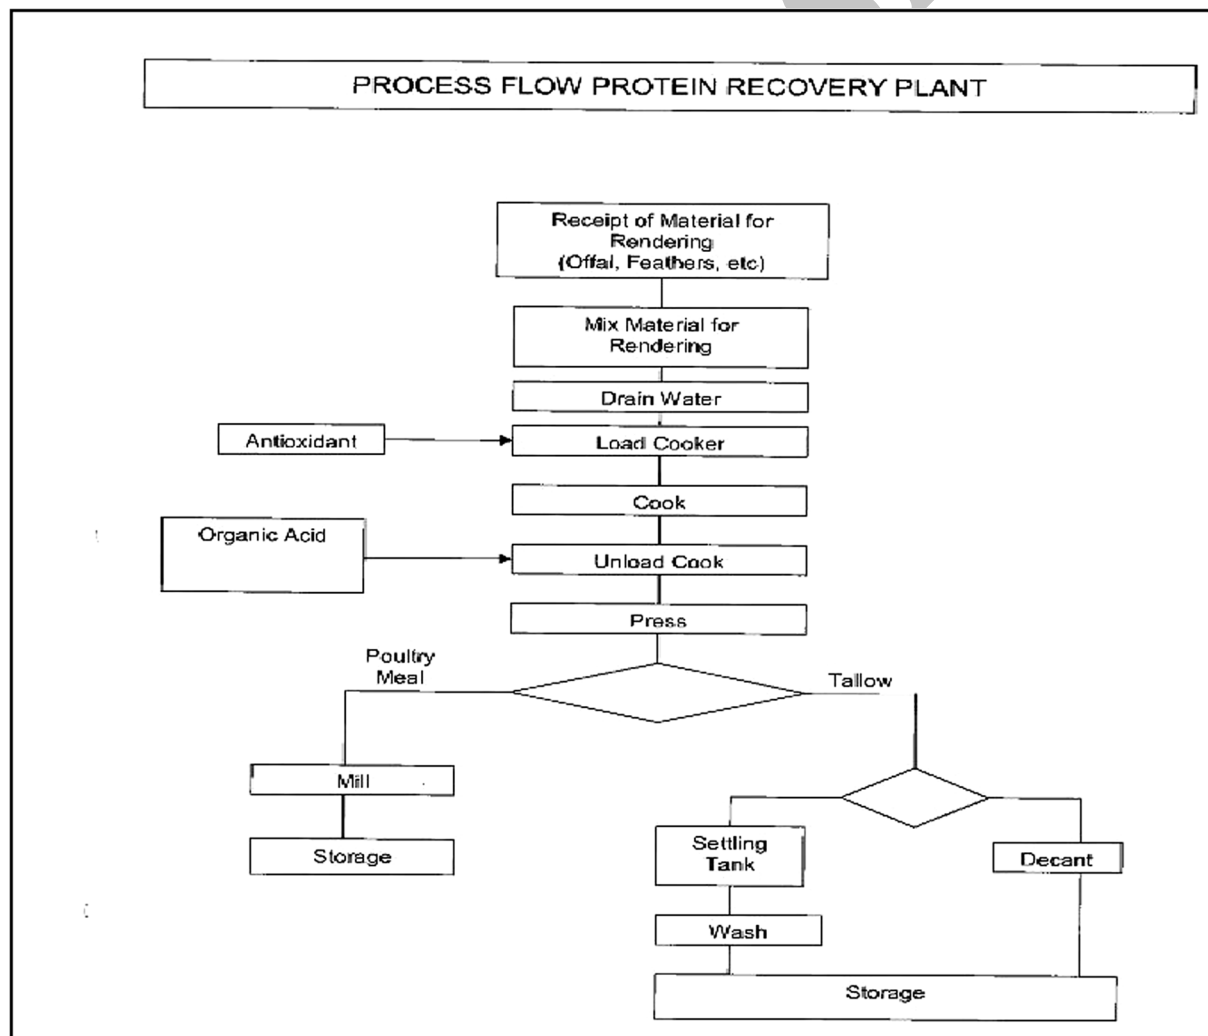 PROCESS FLOW PROTEIN RECOVERY PLANT
Receipt of Material for
Rendering
(Offal, Feathers, etc)
Mix Material for
Rendering
Drain Water
Antioxidant
Load Cooker
Cook
Organic Acid
Unload Cook
Press
Poultry
Meal
Tallow
Mill
Storage
Settling
Tank
Decant
Wash
Storage